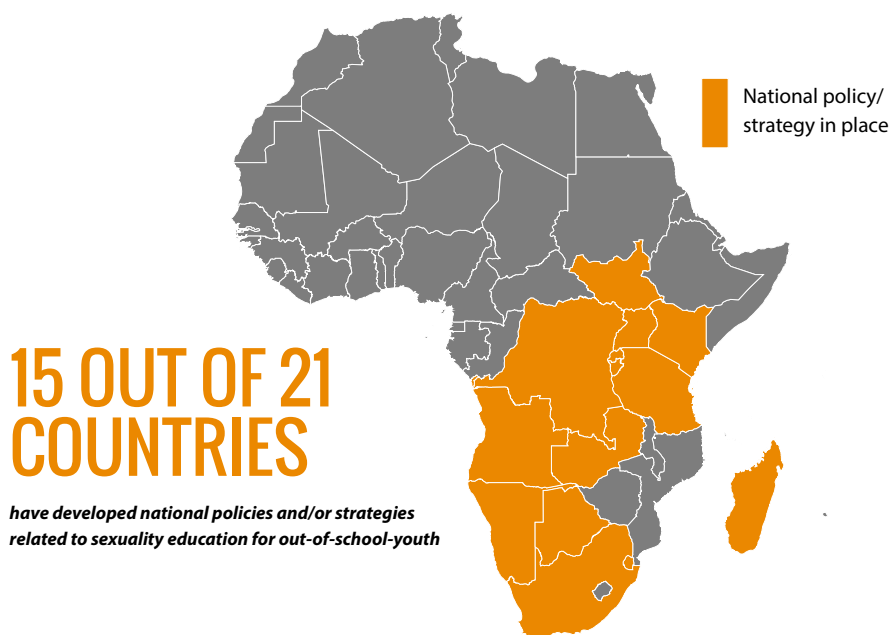 National policy/
strategy in place
15 OUT OF 21
COUNTRIES
have developed national policies and/or strategies
related to sexuality education for out-of-school-youth